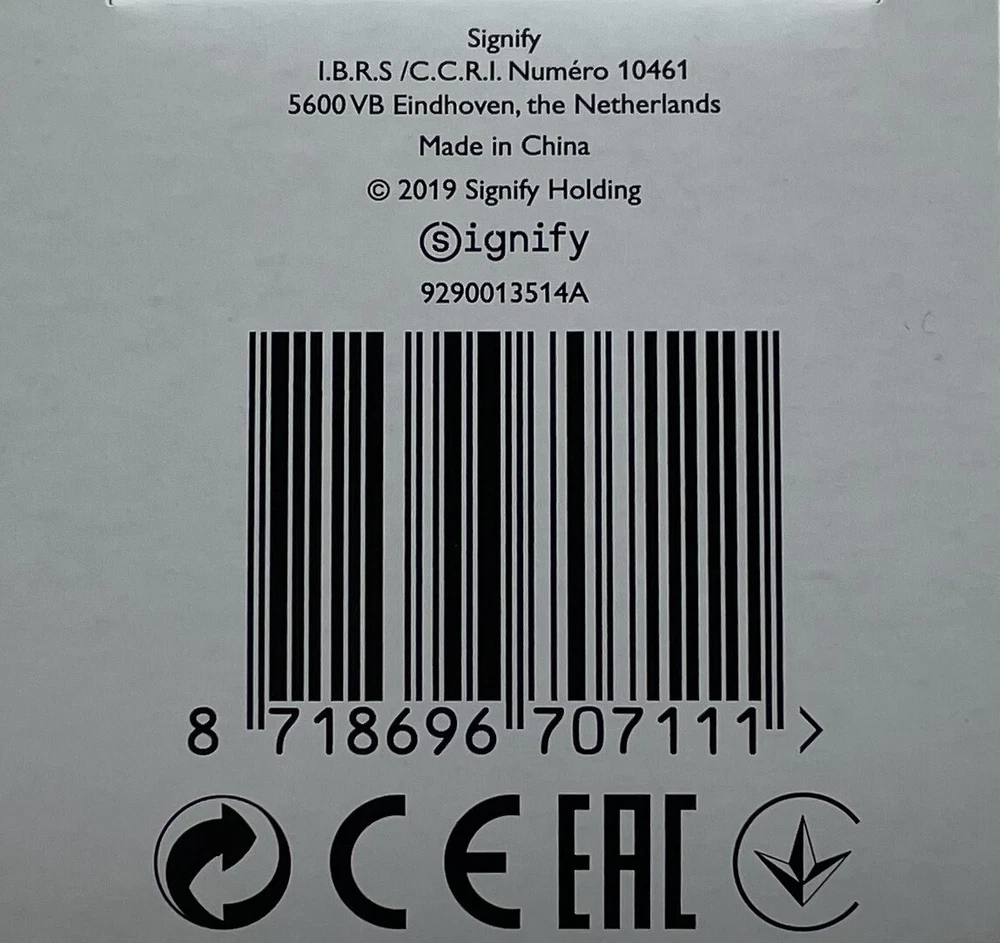 Signify
I.B.R.S /C.C.R.I. Numéro 10461
5600 VB Eindhoven, the Netherlands
Made in China
© 2019 Signify Holding
Signify
9290013514A
8 718696 707111 >
CE EAC